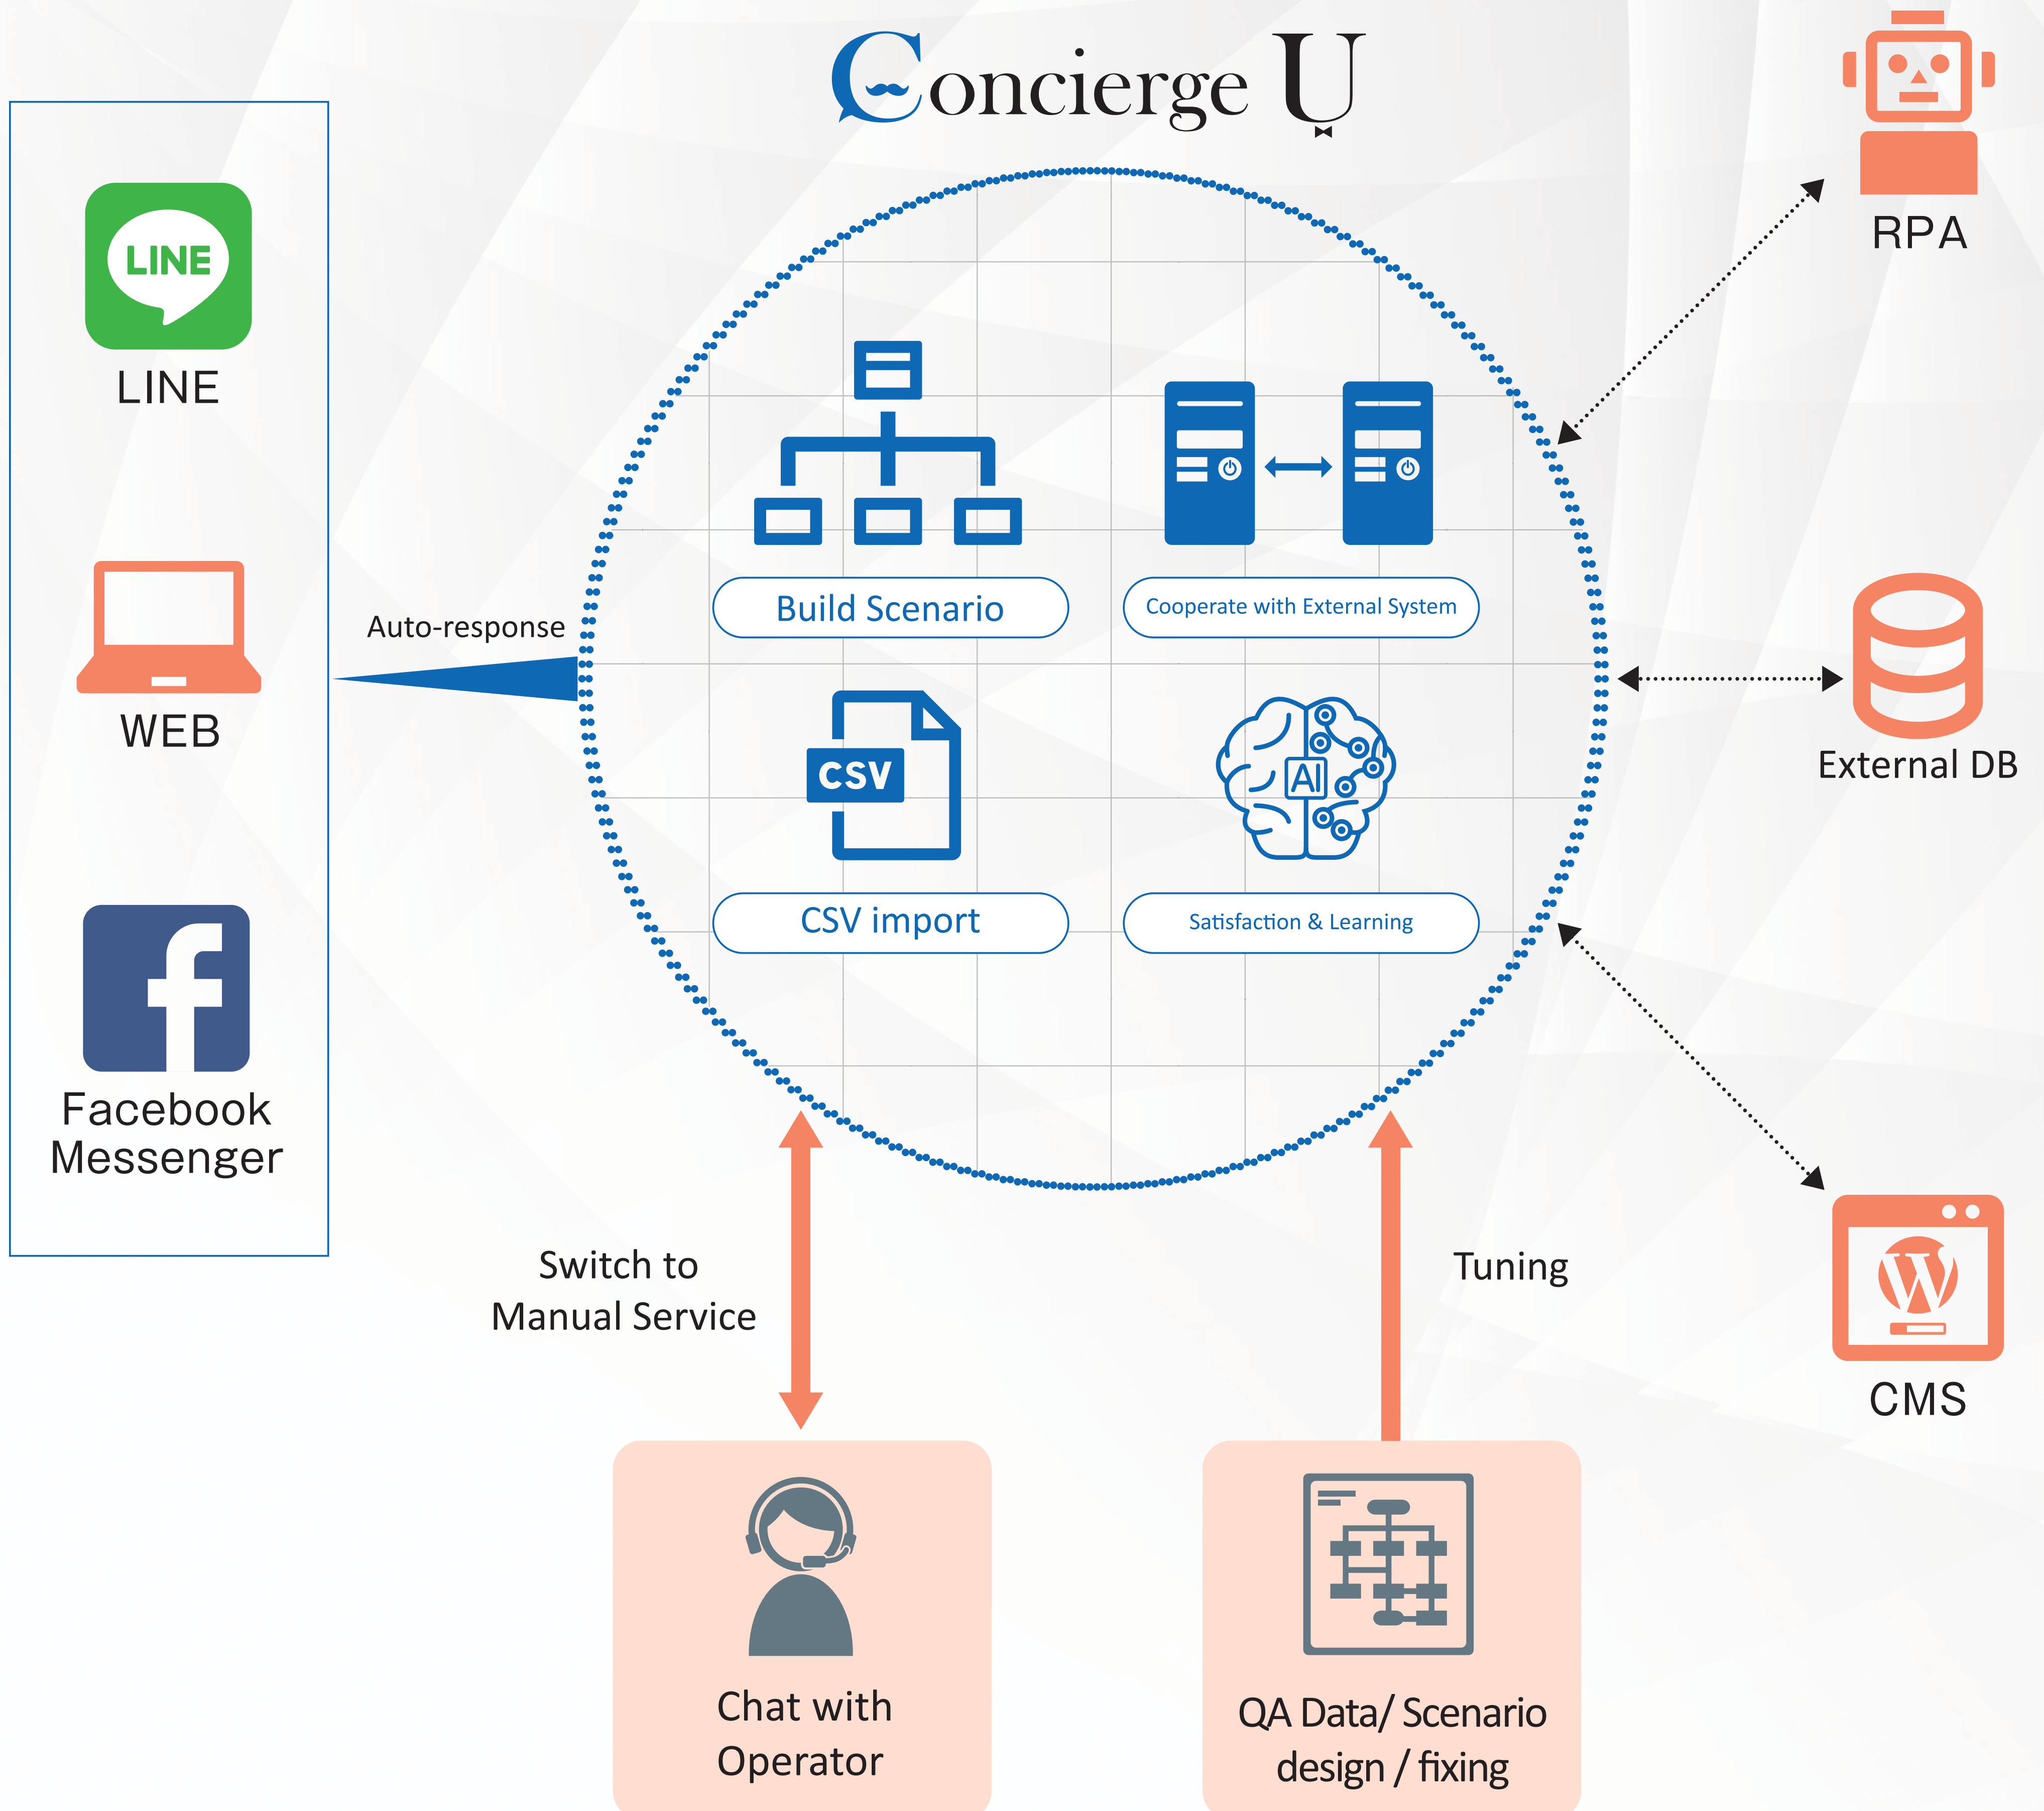 Concierge U
LINE
LINE
WEB
Facebook
Messenger
Auto-response
Build Scenario
Cooperate with External System
CSV
CSV import
AI
Satisfaction & Learning
RPA
External DB
W
CMS
Switch to
Manual Service
Tuning
Chat with
Operator
QA Data/ Scenario
design / fixing